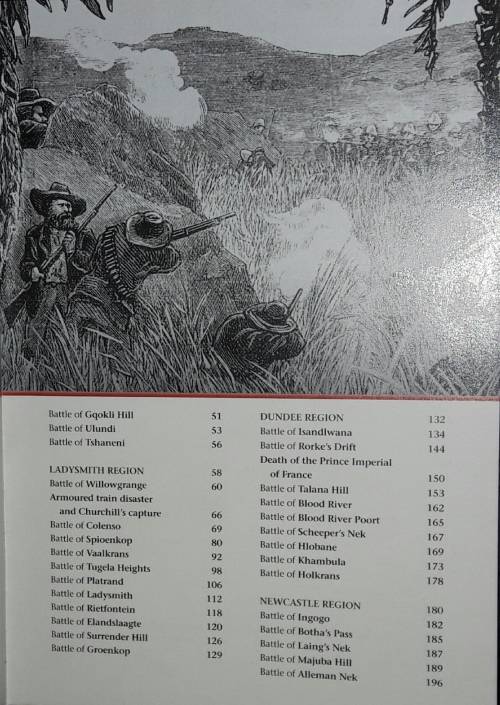 Battle of Gqokli Hill 51
Battle of Ulundi 53
Battle of Tshaneni 56
LADYSMITH REGION 58
Battle of Willowgrange 60
Armoured train disaster
and Churchill's capture 66
Battle of Colenso 69
Battle of Spioenkop 80
Battle of Vaalkrans 92
Battle of Tugela Heights 98
Battle of Platrand 106
Battle of Ladysmith 112
Battle of Rietfontein 118
Battle of Elandslaagte 120
Battle of Surrender Hill 126
Battle of Groenkop 129
DUNDEE REGION 132
Battle of Isandlwana 134
Battle of Rorke's Drift 144
Death of the Prince Imperial
of France 150
Battle of Talana Hill 153
Battle of Blood River 162
Battle of Blood River Poort 165
Battle of Scheeper's Nek 167
Battle of Hlobane 169
Battle of Khambula 173
Battle of Holkrans 178
NEWCASTLE REGION 180
Battle of Ingogo 182
Battle of Botha's Pass 185
Battle of Laing's Nek 187
Battle of Majuba Hill 189
Battle of Alleman Nek 196